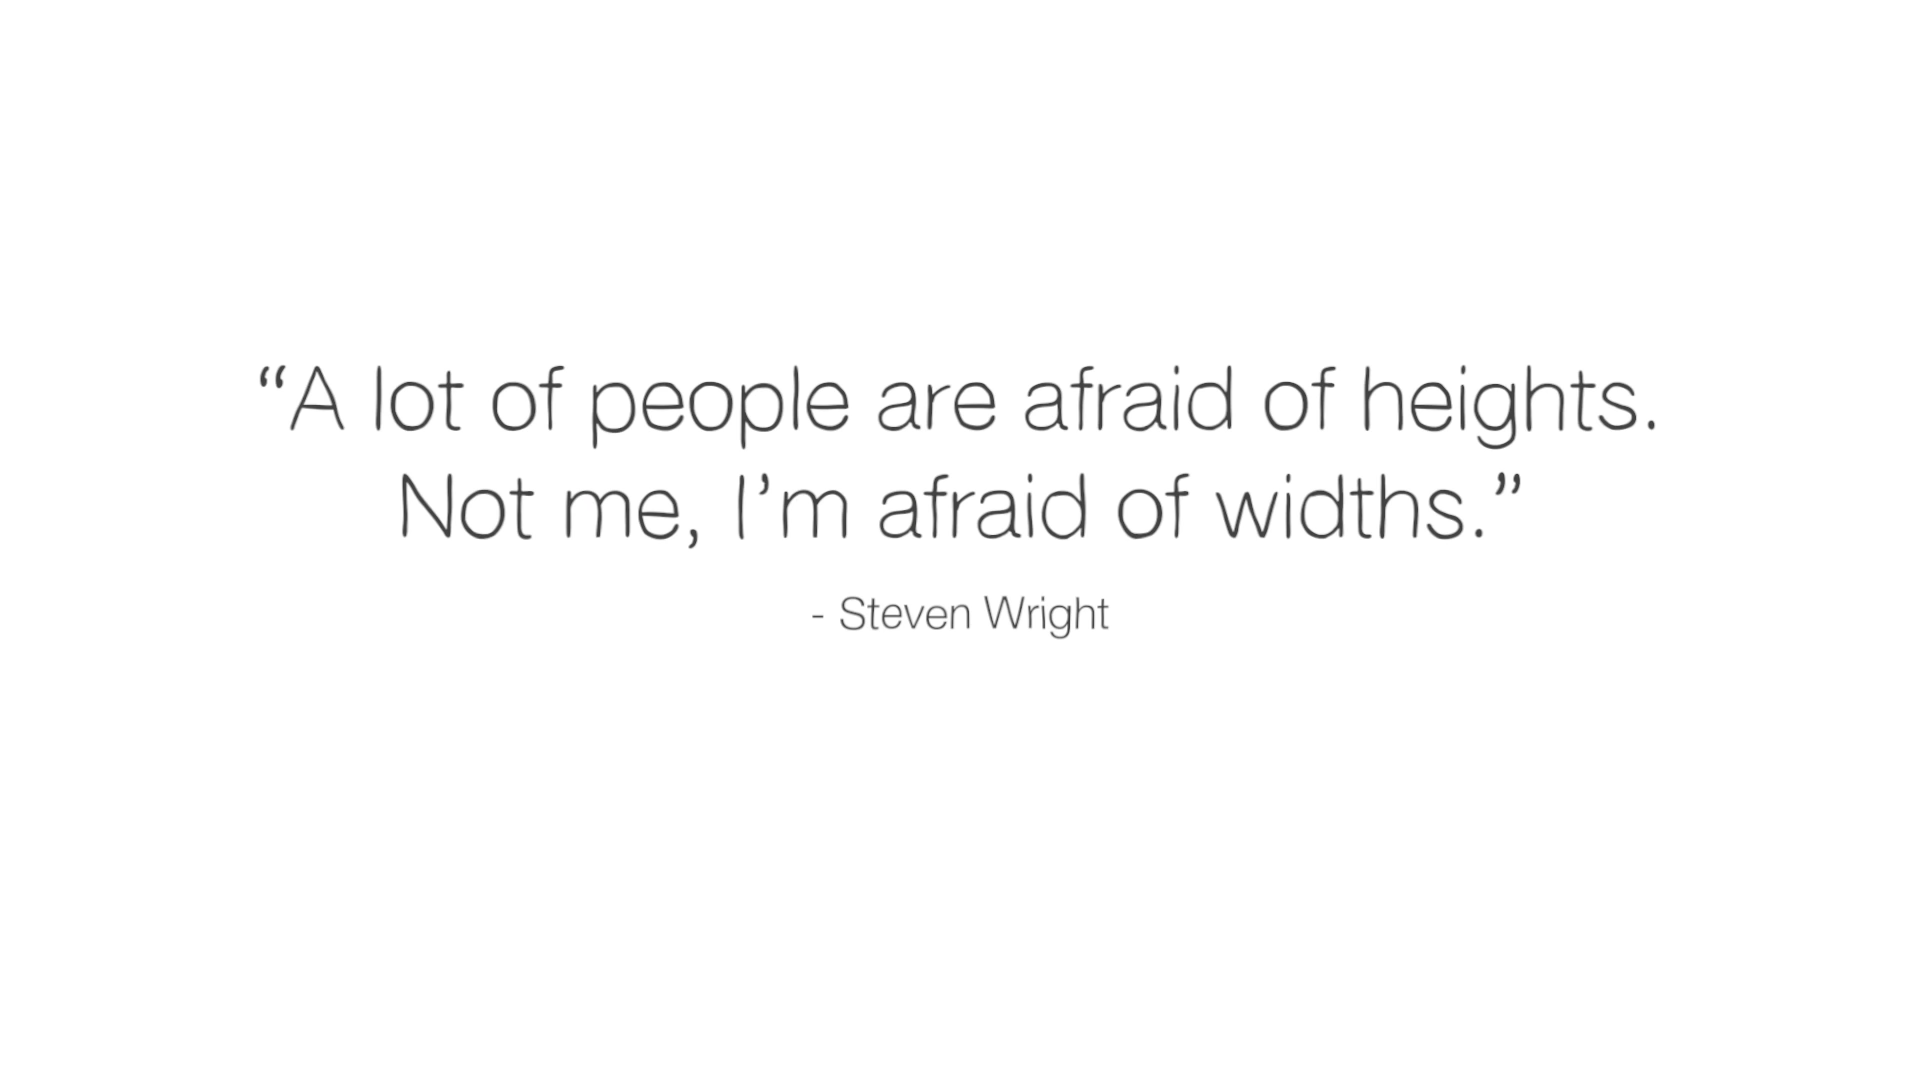 “A lot of people are afraid of heights.
Not me, I’m afraid of widths.”
- Steven Wright